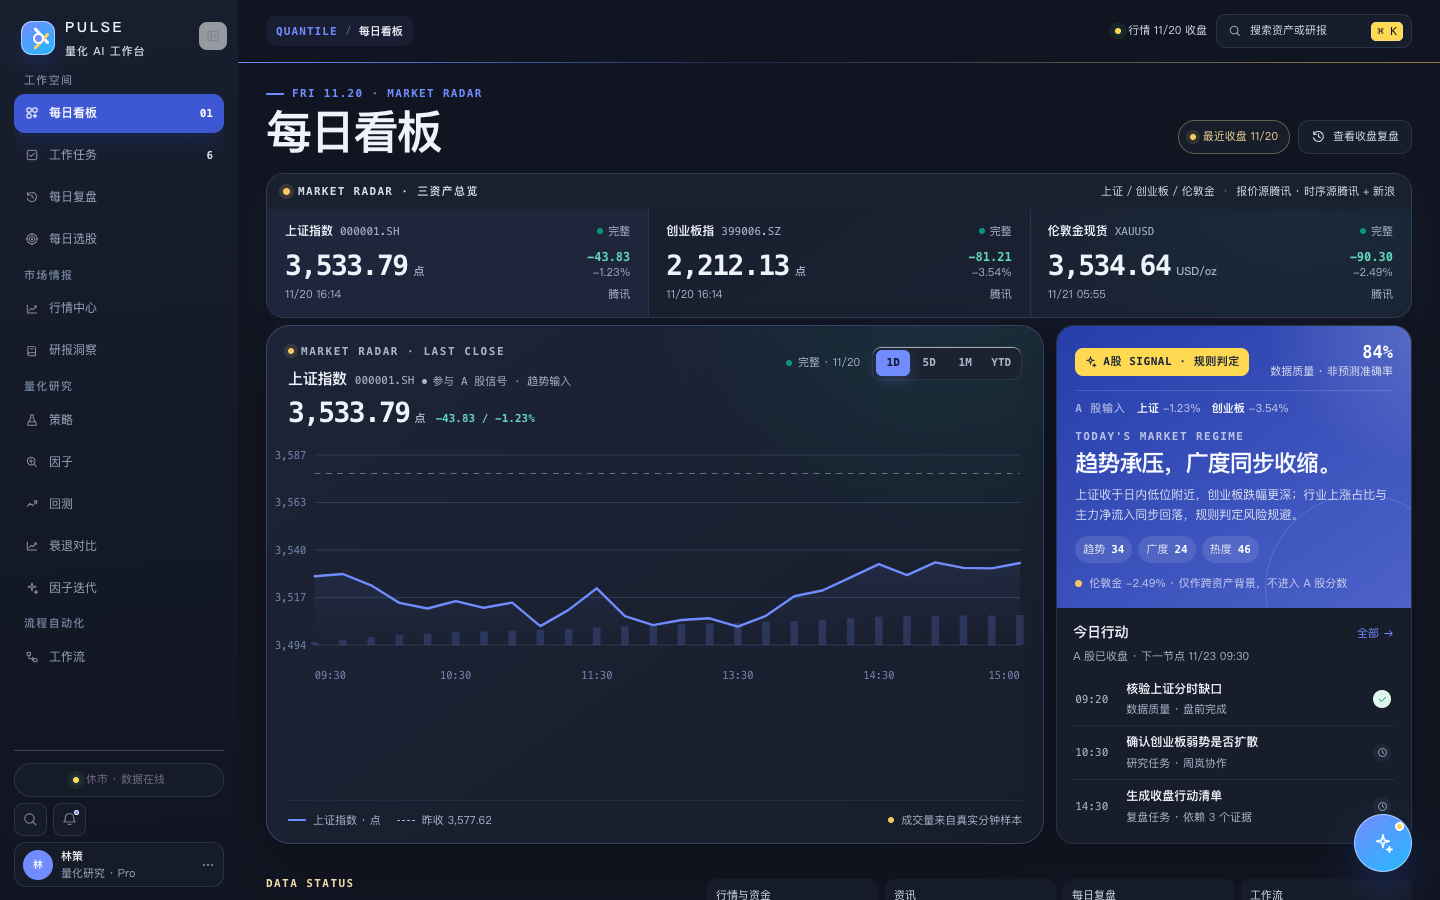 PULSE
量化 AI 工作台
工作空间
每日看板 01
工作任务 6
每日复盘
每日选股
市场情报
行情中心
研报洞察
量化研究
策略
因子
回测
衰退对比
因子迭代
流程自动化
工作流
休市 · 数据在线
林
林策
量化研究 · Pro
QUANTILE / 每日看板
行情 11/20 收盘
搜索资产或研报
⌘ K
FRI 11.20 · MARKET RADAR
每日看板
最近收盘 11/20
查看收盘复盘
MARKET RADAR · 三资产总览
上证 / 创业板 / 伦敦金 · 报价源腾讯 · 时序源腾讯 + 新浪
上证指数 000001.SH 完整
3,533.79 点 −43.83
−1.23%
11/20 16:14 腾讯
创业板指 399006.SZ 完整
2,212.13 点 −81.21
−3.54%
11/20 16:14 腾讯
伦敦金现货 XAUUSD 完整
3,534.64 USD/oz −90.30
−2.49%
11/21 05:55 腾讯
MARKET RADAR · LAST CLOSE
上证指数 000001.SH 参与 A 股信号 · 趋势输入
3,533.79 点 −43.83 / −1.23%
完整 · 11/20
1D 5D 1M YTD
3,587
3,563
3,540
3,517
3,494
09:30 10:30 11:30 13:30 14:30 15:00
上证指数 · 点 昨收 3,577.62
成交量来自真实分钟样本
A股 SIGNAL · 规则判定
84%
数据质量 · 非预测准确率
A 股输入 上证 −1.23% 创业板 −3.54%
TODAY'S MARKET REGIME
趋势承压，广度同步收缩。
上证收于日内低位附近，创业板跌幅更深；行业上涨占比与
主力净流入同步回落，规则判定风险规避。
趋势 34 广度 24 热度 46
伦敦金 −2.49% · 仅作跨资产背景，不进入 A 股分数
今日行动 全部 →
A 股已收盘 · 下一节点 11/23 09:30
09:20 核验上证分时缺口
数据质量 · 盘前完成
10:30 确认创业板弱势是否扩散
研究任务 · 周岚协作
14:30 生成收盘行动清单
复盘任务 · 依赖 3 个证据
DATA STATUS
行情与资金 资讯 每日复盘 工作流